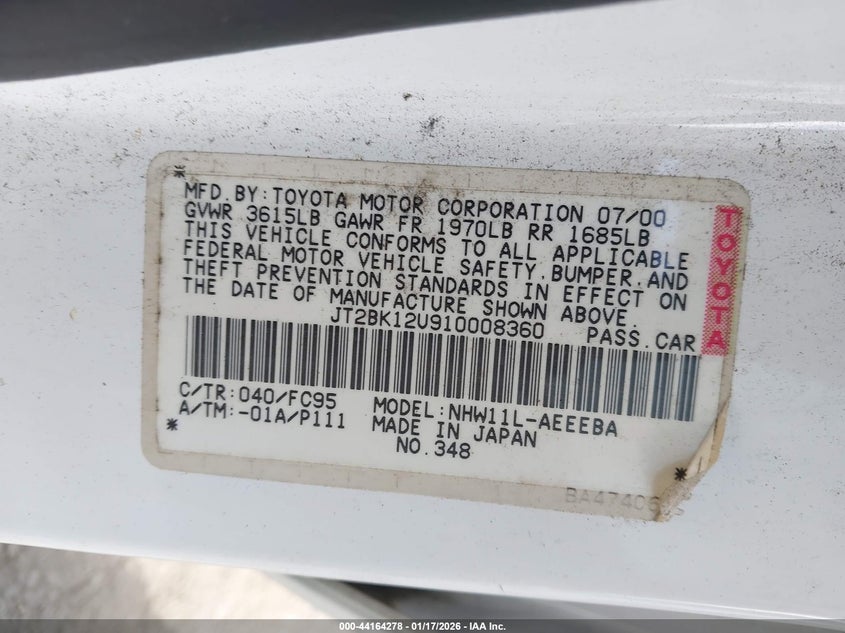 MFD. BY: TOYOTA MOTOR CORPORATION 07/00
GVWR 3615LB GAWR FR 1970LB RR 1685LB
THIS VEHICLE CONFORMS TO ALL APPLICABLE
FEDERAL MOTOR VEHICLE SAFETY, BUMPER, AND
THEFT PREVENTION STANDARDS IN EFFECT ON
THE DATE OF MANUFACTURE SHOWN ABOVE.
JT2BK12U910008360 PASS. CAR
TOYOTA
C/TR: 040/FC95 MODEL: NHW11L-AEEEBA
A/TM: -01A/P111 MADE IN JAPAN
NO. 348
000-44164278 - 01/17/2026 - IAA Inc.